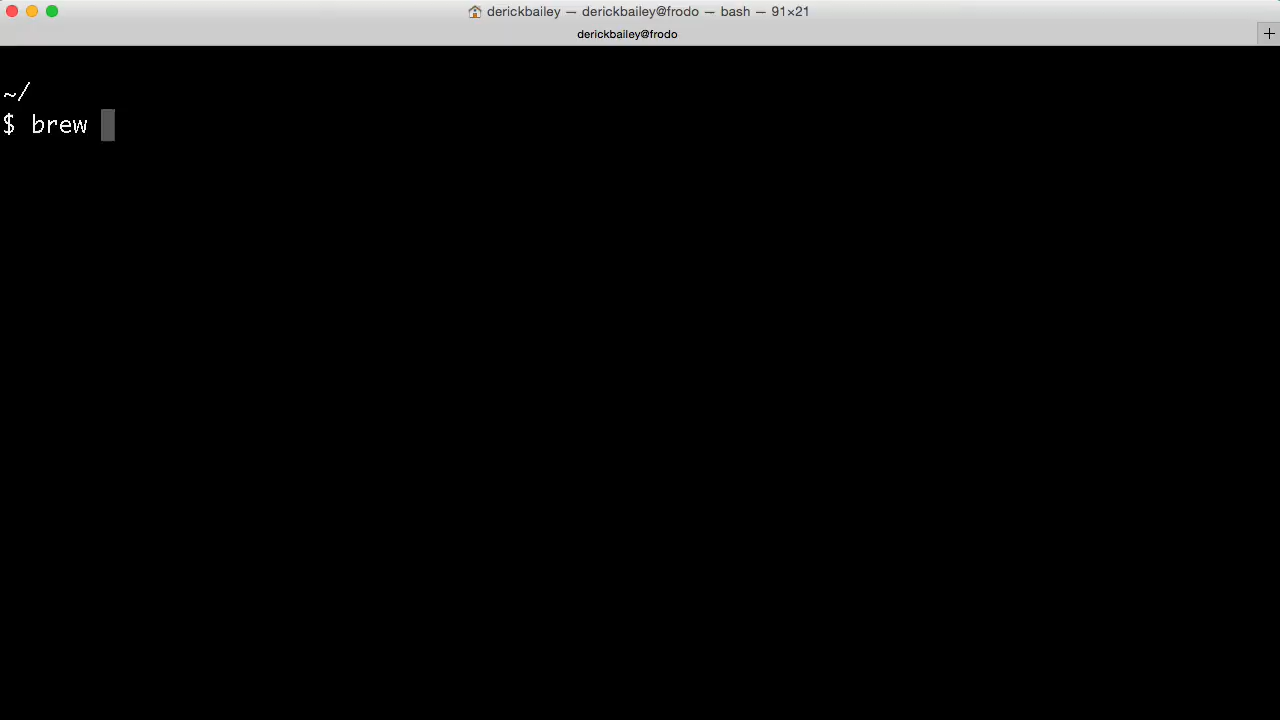 derickbailey — derickbailey@frodo — bash — 91×21
derickbailey@frodo
~/
$ brew